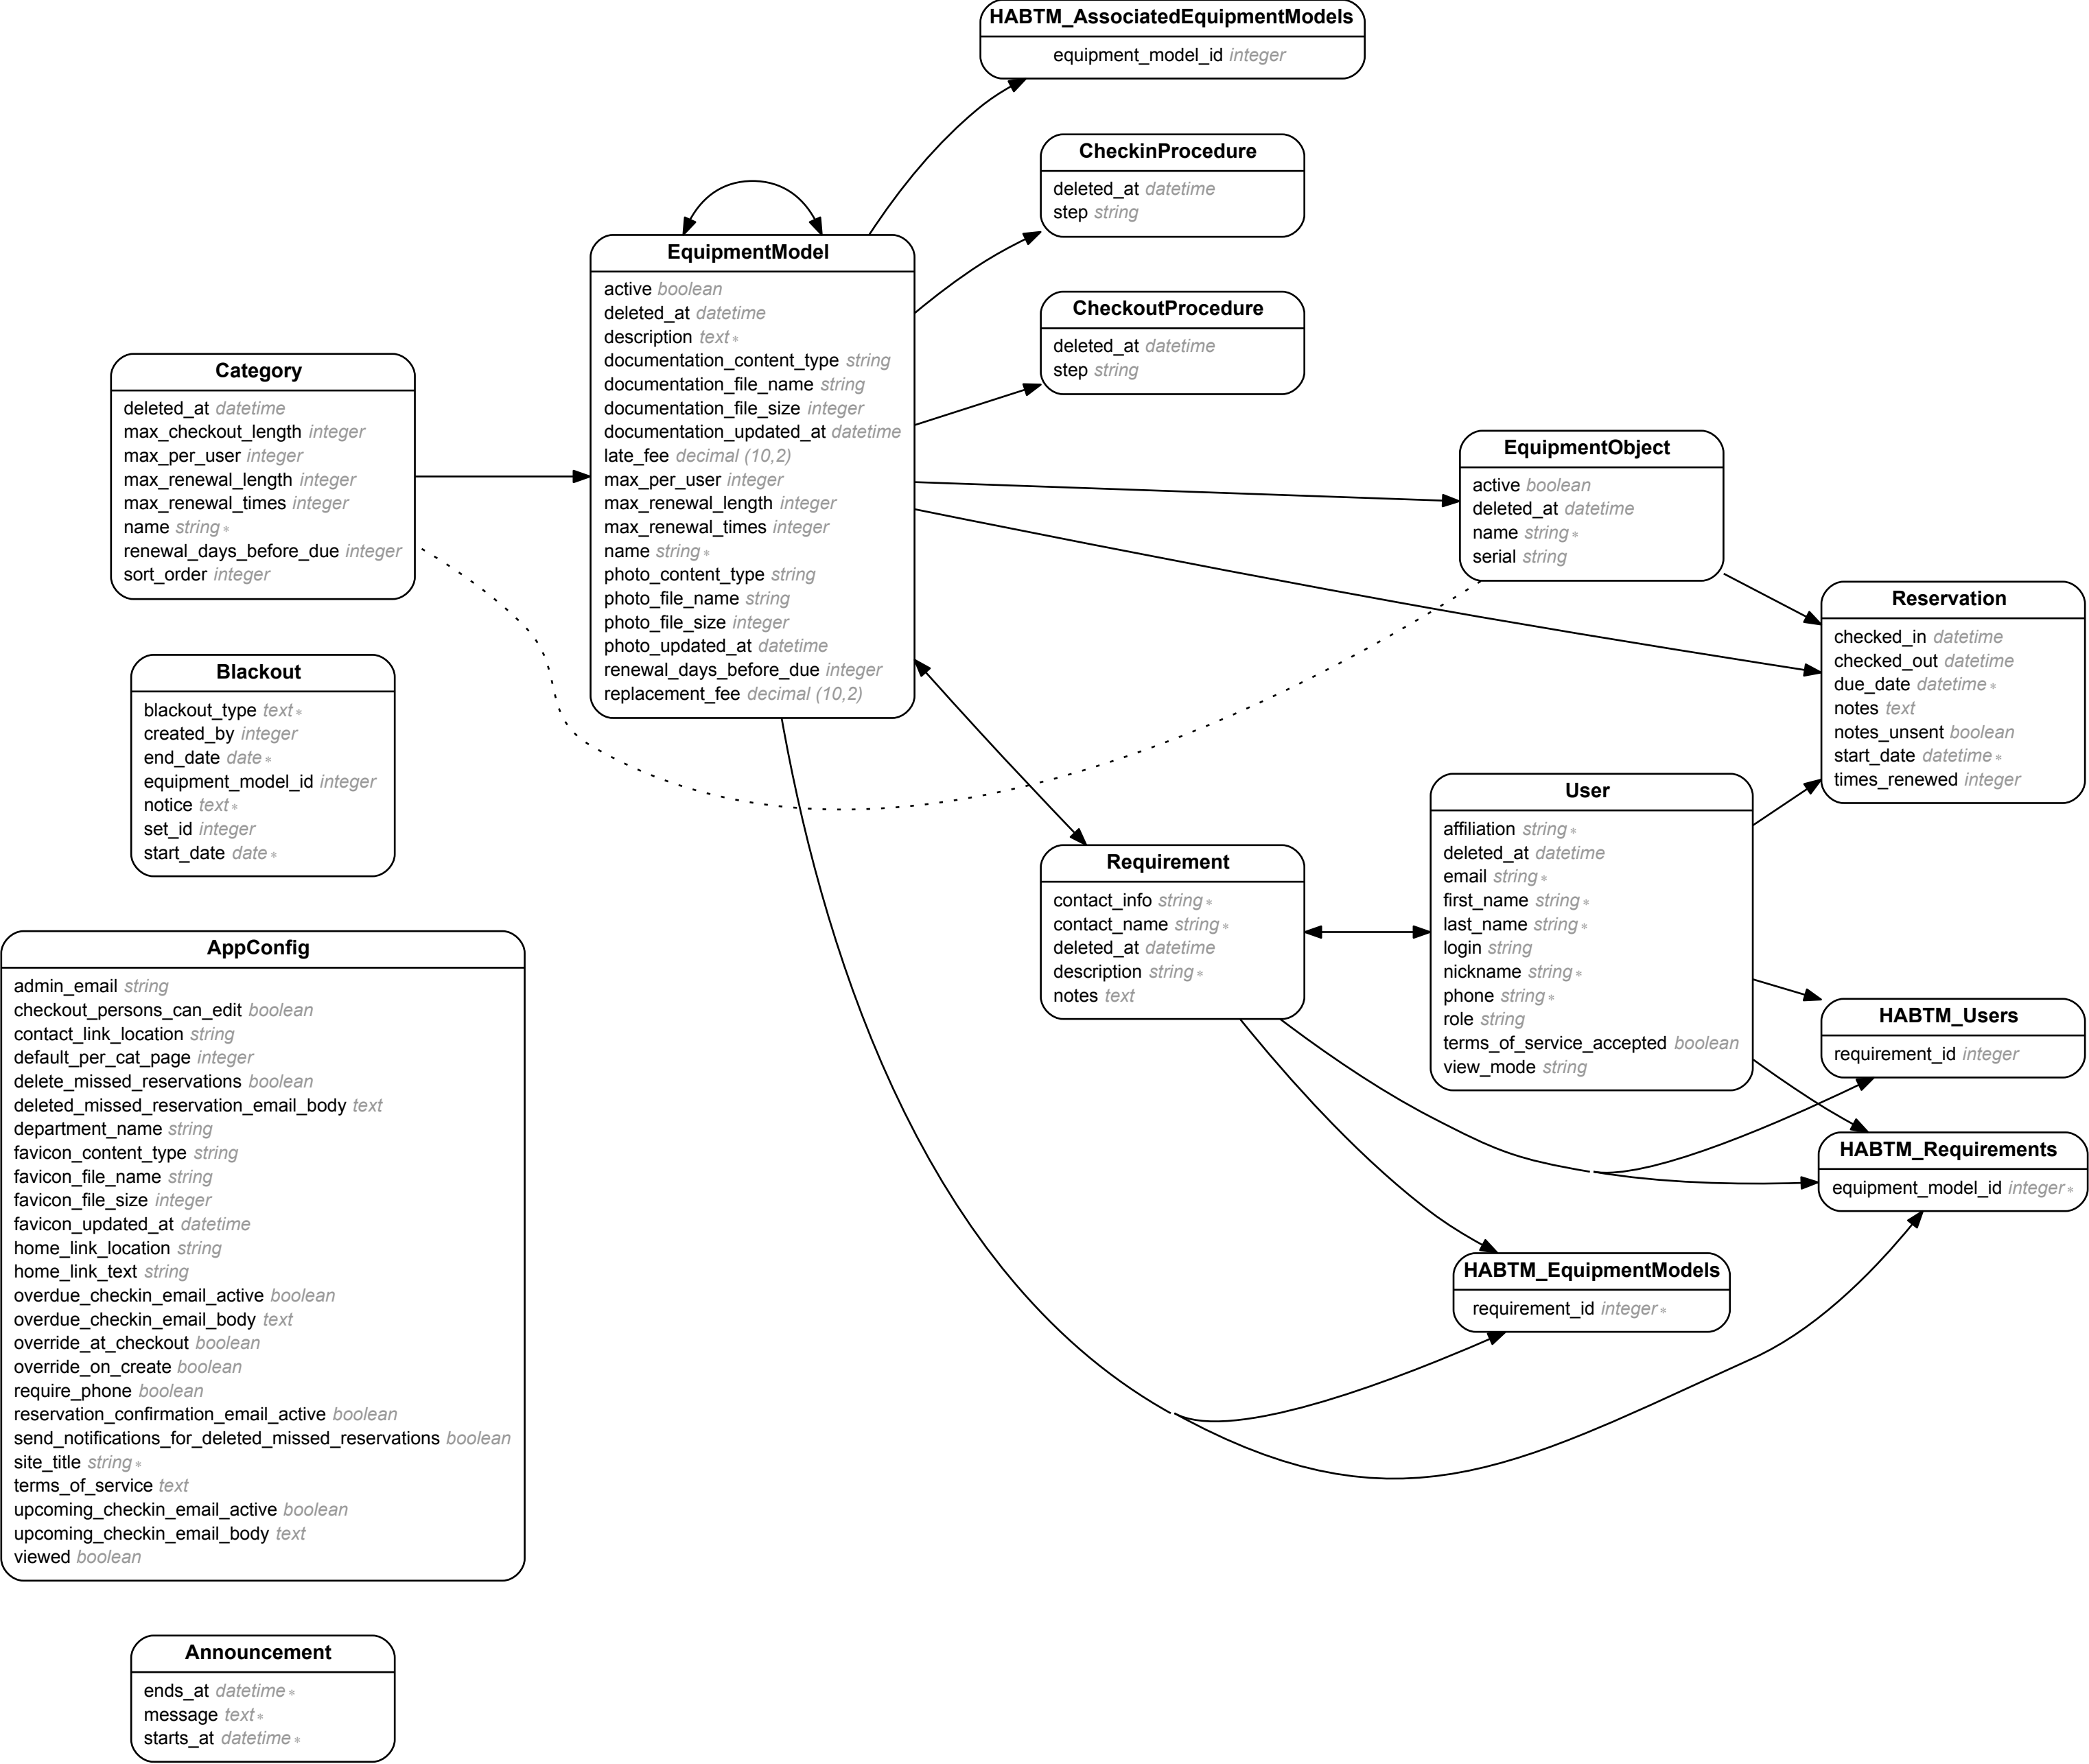 HABTM_AssociatedEquipmentModels
equipment_model_id integer
CheckinProcedure
deleted_at datetime
step string
EquipmentModel
active boolean
deleted_at datetime
description text *
documentation_content_type string
documentation_file_name string
documentation_file_size integer
documentation_updated_at datetime
late_fee decimal (10,2)
max_per_user integer
max_renewal_length integer
max_renewal_times integer
name string *
photo_content_type string
photo_file_name string
photo_file_size integer
photo_updated_at datetime
renewal_days_before_due integer
replacement_fee decimal (10,2)
CheckoutProcedure
deleted_at datetime
step string
Category
deleted_at datetime
max_checkout_length integer
max_per_user integer
max_renewal_length integer
max_renewal_times integer
name string *
renewal_days_before_due integer
sort_order integer
EquipmentObject
active boolean
deleted_at datetime
name string *
serial string
Reservation
checked_in datetime
checked_out datetime
due_date datetime *
notes text
notes_unsent boolean
start_date datetime *
times_renewed integer
Blackout
blackout_type text *
created_by integer
end_date date *
equipment_model_id integer
notice text *
set_id integer
start_date date *
User
affiliation string *
deleted_at datetime
email string *
first_name string *
last_name string *
login string
nickname string *
phone string *
role string
terms_of_service_accepted boolean
view_mode string
Requirement
contact_info string *
contact_name string *
deleted_at datetime
description string *
notes text
AppConfig
admin_email string
checkout_persons_can_edit boolean
contact_link_location string
default_per_cat_page integer
delete_missed_reservations boolean
deleted_missed_reservation_email_body text
department_name string
favicon_content_type string
favicon_file_name string
favicon_file_size integer
favicon_updated_at datetime
home_link_location string
home_link_text string
overdue_checkin_email_active boolean
overdue_checkin_email_body text
override_at_checkout boolean
override_on_create boolean
require_phone boolean
reservation_confirmation_email_active boolean
send_notifications_for_deleted_missed_reservations boolean
site_title string *
terms_of_service text
upcoming_checkin_email_active boolean
upcoming_checkin_email_body text
viewed boolean
HABTM_Users
requirement_id integer
HABTM_Requirements
equipment_model_id integer *
HABTM_EquipmentModels
requirement_id integer *
Announcement
ends_at datetime *
message text *
starts_at datetime *